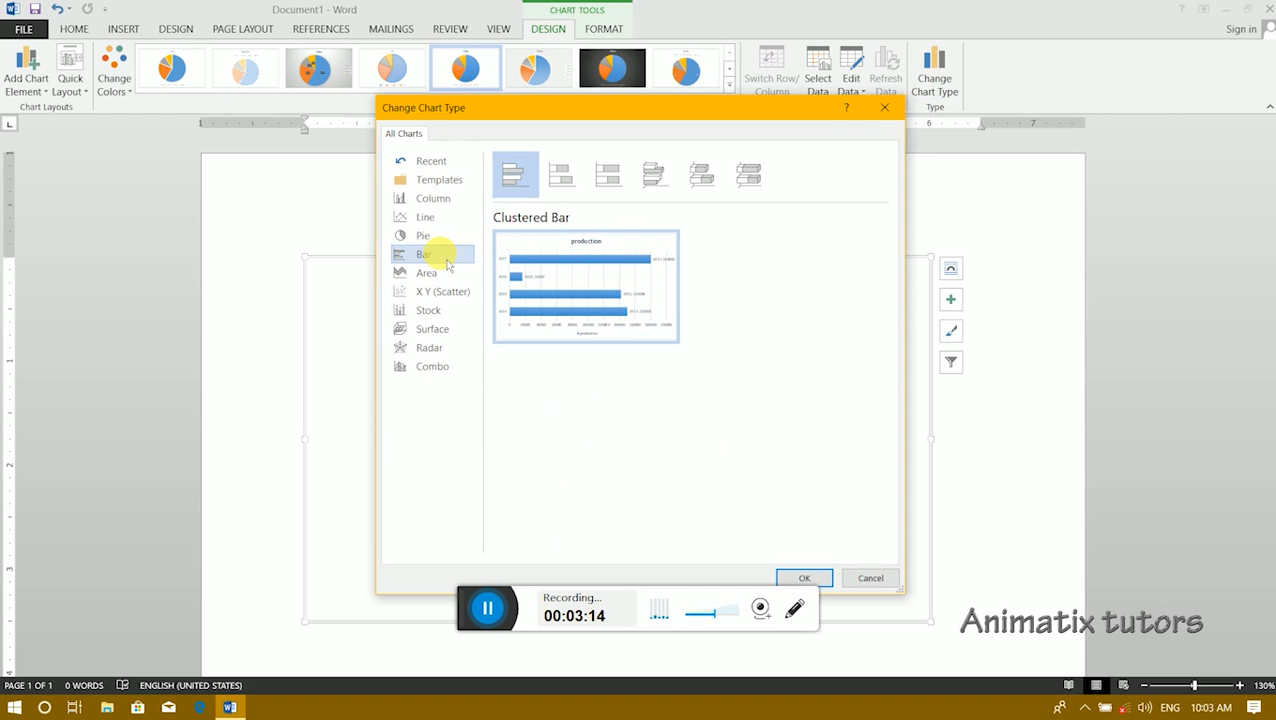 Document1 - Word
CHART TOOLS
FILE HOME INSERT DESIGN PAGE LAYOUT REFERENCES MAILINGS REVIEW VIEW DESIGN FORMAT Sign in
Add Chart Element
Quick Layout
Change Colors
Switch Row/ Column
Select Data
Edit Data
Refresh Data
Change Chart Type
Chart Layouts
Data
Type
Change Chart Type
All Charts
Recent
Templates
Column
Line
Pie
Bar
Area
X Y (Scatter)
Stock
Surface
Radar
Combo
Clustered Bar
production
OK Cancel
Recording...
00:03:14
Animatix tutors
PAGE 1 OF 1 0 WORDS ENGLISH (UNITED STATES) 130%
ENG 10:03 AM